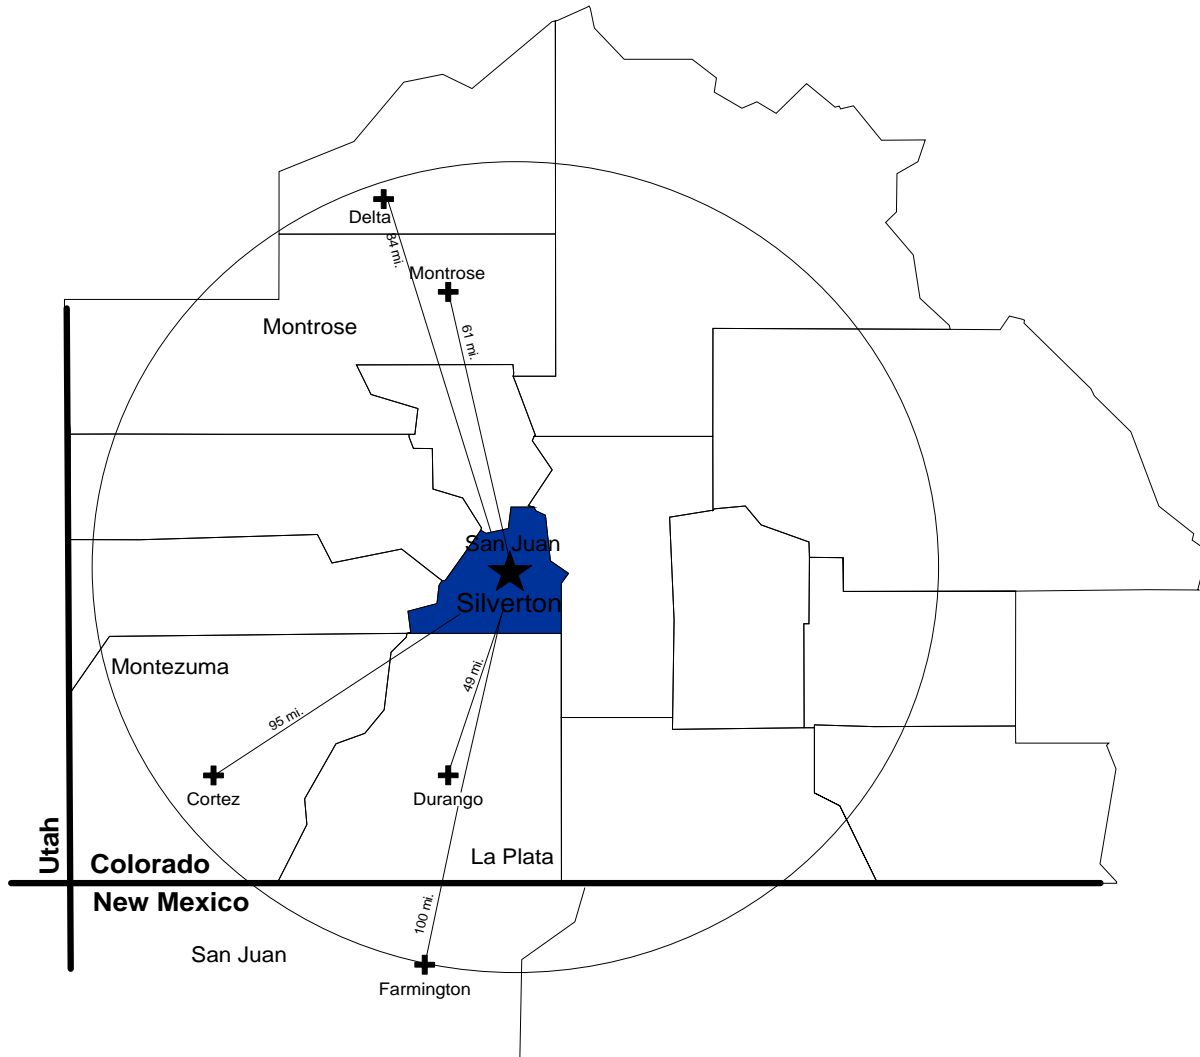 Delta
84 mi.
Montrose
61 mi.
Montrose
San Juan
Silverton
Montezuma
49 mi.
95 mi.
Cortez
Durango
Utah
Colorado
La Plata
New Mexico
100 mi.
San Juan
Farmington